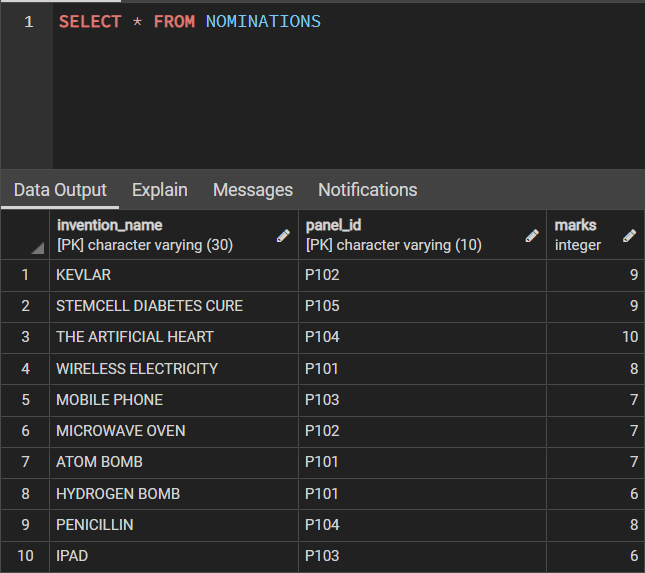 1 SELECT * FROM NOMINATIONS
Data Output Explain Messages Notifications
invention_name panel_id marks
[PK] character varying (30) [PK] character varying (10) integer
1 KEVLAR P102 9
2 STEMCELL DIABETES CURE P105 9
3 THE ARTIFICIAL HEART P104 10
4 WIRELESS ELECTRICITY P101 8
5 MOBILE PHONE P103 7
6 MICROWAVE OVEN P102 7
7 ATOM BOMB P101 7
8 HYDROGEN BOMB P101 6
9 PENICILLIN P104 8
10 IPAD P103 6